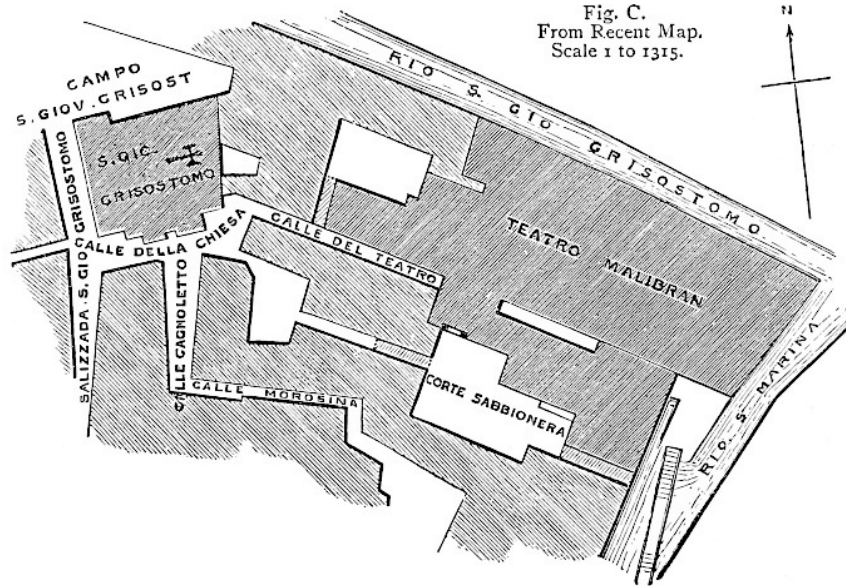 Fig. C.
From Recent Map.
Scale 1 to 1315.
N
RIO S. GIO GRISOSTOMO
CAMPO
S. GIOV. GRISOST
S. GIO.
GRISOSTOMO
SALIZZADA S. GIO GRISOSTOMO
CALLE DELLA CHIESA
CALLE DEL TEATRO
TEATRO MALIBRAN
CALLE GAGNOLETTO
CALLE MOROSINA
CORTE SABBIONERA
RIO. S. MARINA